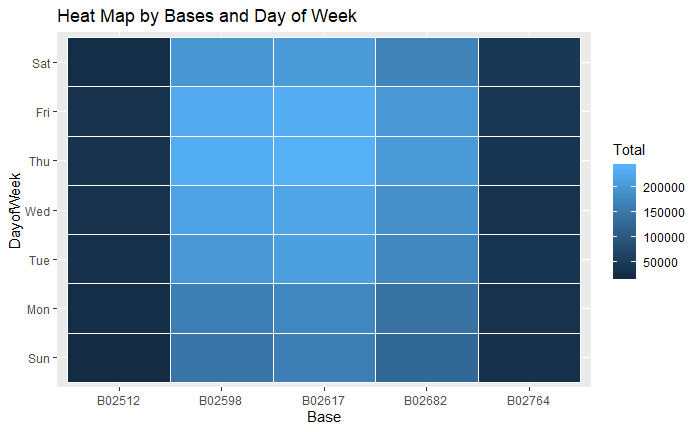 Heat Map by Bases and Day of Week
Sat
Fri
Thu
Wed
Tue
Mon
Sun
DayofWeek
B02512 B02598 B02617 B02682 B02764
Base
Total
200000
150000
100000
50000